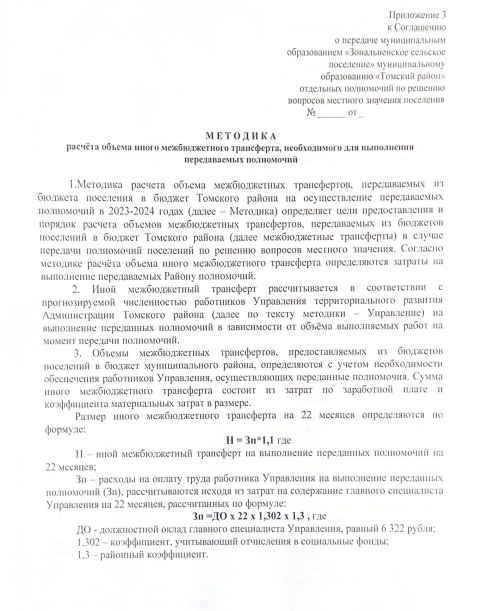 Приложение 3
к Соглашению
о передаче муниципальным
образованием «Зональненское сельское
поселение» муниципальному
образованию «Томский район»
отдельных полномочий по решению
вопросов местного значения поселения
№ ______ от _
М Е Т О Д И К А
расчёта объема иного межбюджетного трансферта, необходимого для выполнения
передаваемых полномочий
1.Методика расчета объема межбюджетных трансфертов, передаваемых из
бюджета поселения в бюджет Томского района на осуществление передаваемых
полномочий в 2023-2024 годах (далее – Методика) определяет цели предоставления и
порядок расчета объемов межбюджетных трансфертов, передаваемых из бюджетов
поселений в бюджет Томского района (далее межбюджетные трансферты) в случае
передачи полномочий поселений по решению вопросов местного значения. Согласно
методике расчёта объема иного межбюджетного трансферта определяются затраты на
выполнение передаваемых Району полномочий.
2. Иной межбюджетный трансферт рассчитывается в соответствии с
прогнозируемой численностью работников Управления территориального развития
Администрации Томского района (далее по тексту методики – Управление) на
выполнение переданных полномочий в зависимости от объёма выполняемых работ на
момент передачи полномочий.
3. Объемы межбюджетных трансфертов, предоставляемых из бюджетов
поселений в бюджет муниципального района, определяются с учетом необходимости
обеспечения работников Управления, осуществляющих переданные полномочия. Сумма
иного межбюджетного трансферта состоит из затрат по заработной плате и
коэффициента материальных затрат в размере.
Размер иного межбюджетного трансферта на 22 месяцев определяются по
формуле:
Н = Зп*1,1 где
Н – иной межбюджетный трансферт на выполнение переданных полномочий на
22 месяцев;
Зп – расходы на оплату труда работника Управления на выполнение переданных
полномочий (Зп), рассчитываются исходя из затрат на содержание главного специалиста
Управления на 22 месяцев, рассчитанных по формуле:
Зп =ДО х 22 х 1,302 х 1,3 , где
ДО - должностной оклад главного специалиста Управления, равный 6 322 рубля;
1,302 – коэффициент, учитывающий отчисления в социальные фонды;
1,3 – районный коэффициент.